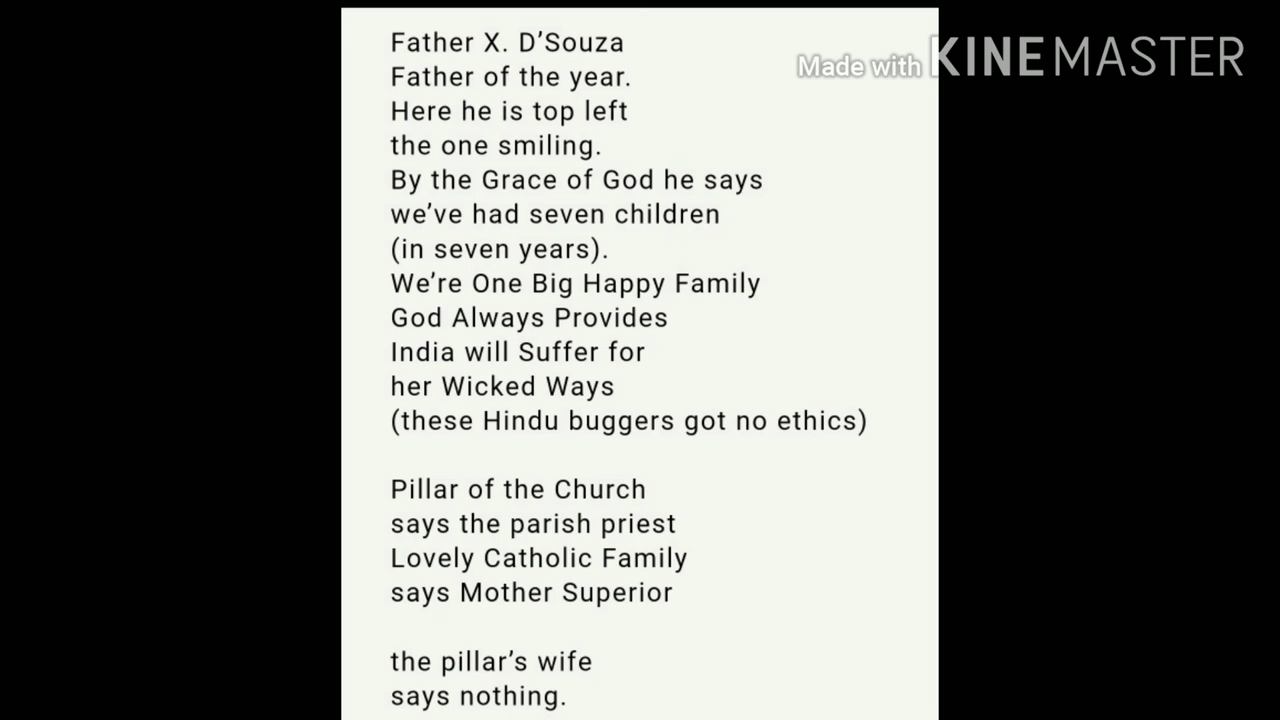 Made with KINEMASTER
Father X. D’Souza
Father of the year.
Here he is top left
the one smiling.
By the Grace of God he says
we’ve had seven children
(in seven years).
We’re One Big Happy Family
God Always Provides
India will Suffer for
her Wicked Ways
(these Hindu buggers got no ethics)
Pillar of the Church
says the parish priest
Lovely Catholic Family
says Mother Superior
the pillar’s wife
says nothing.